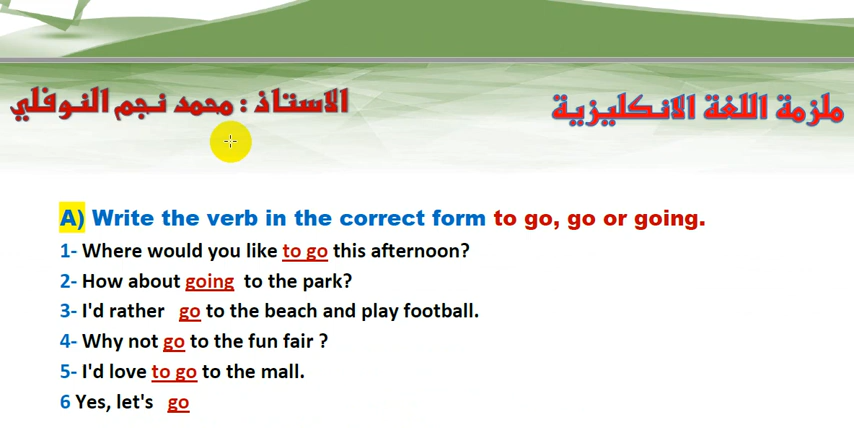 ملزمة اللغة الانكليزية
الاستاذ : محمد نجم النوفلي
A) Write the verb in the correct form to go, go or going.
1- Where would you like to go this afternoon?
2- How about going to the park?
3- I'd rather go to the beach and play football.
4- Why not go to the fun fair ?
5- I'd love to go to the mall.
6 Yes, let's go